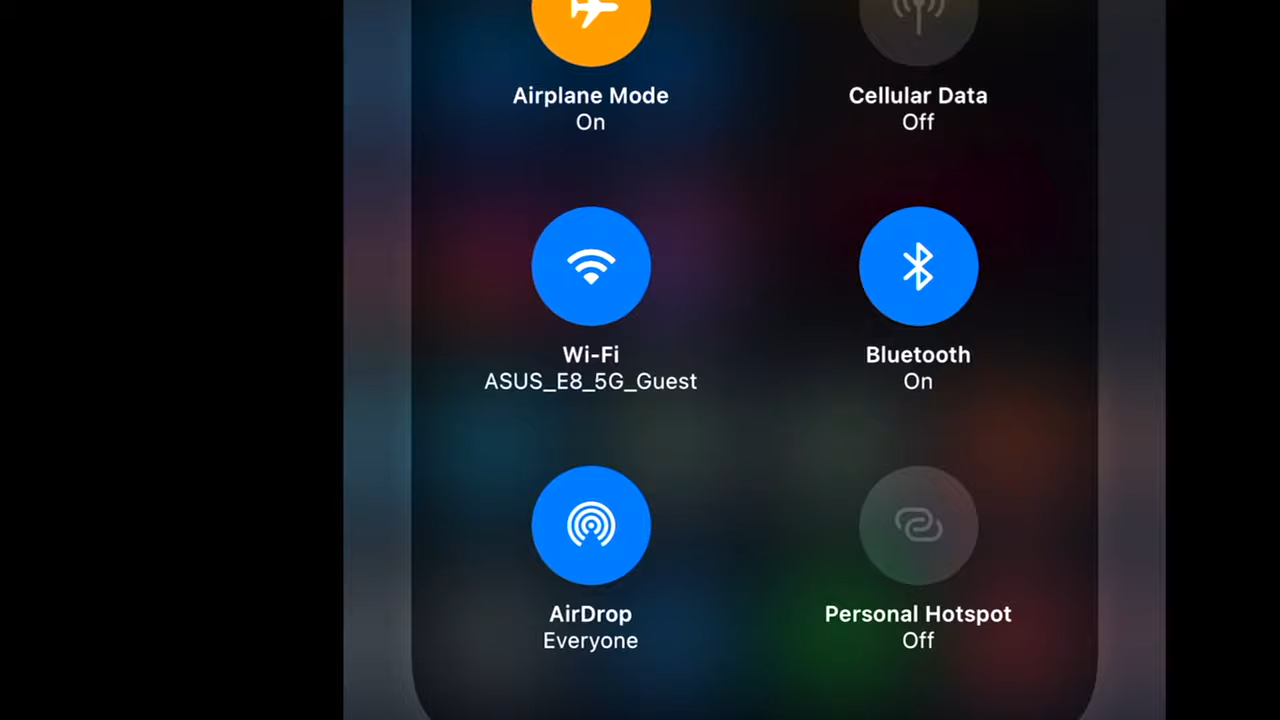 Airplane Mode
On
Cellular Data
Off
Wi-Fi
ASUS_E8_5G_Guest
Bluetooth
On
AirDrop
Everyone
Personal Hotspot
Off